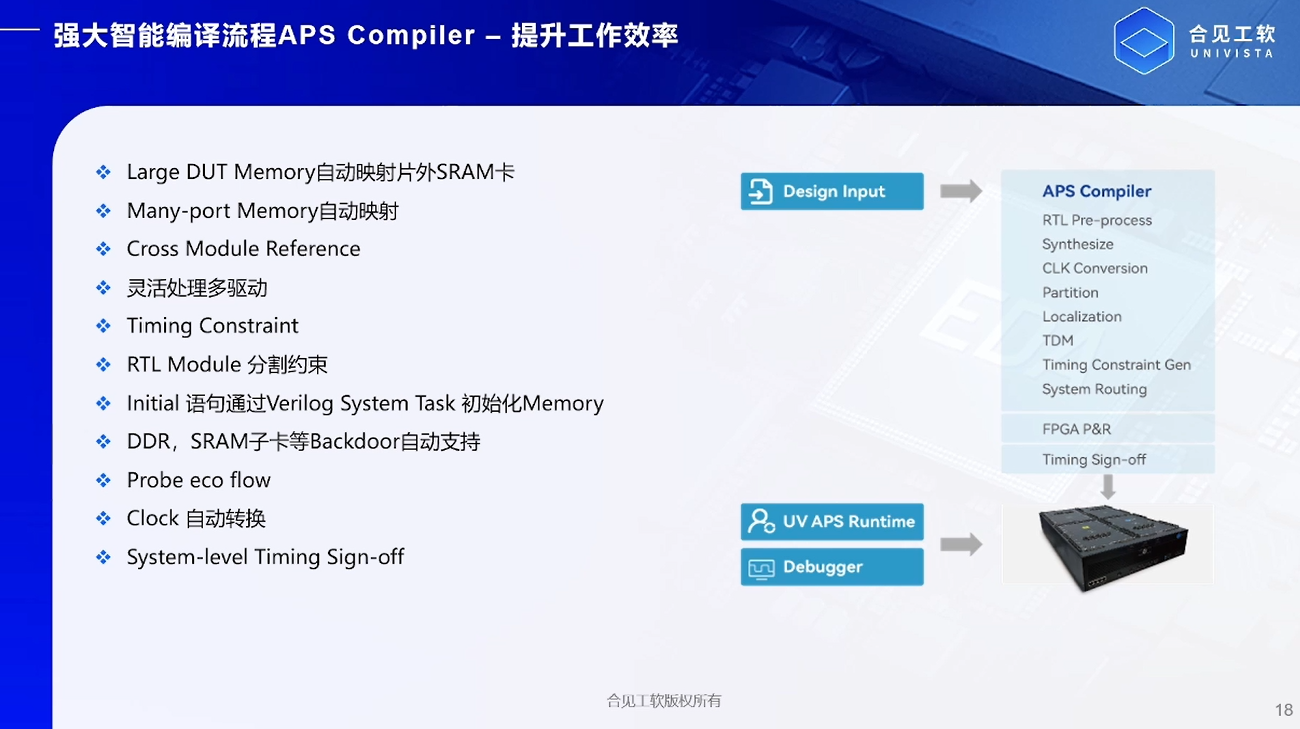 强大智能编译流程APS Compiler – 提升工作效率
合见工软
UNIVISTA
Large DUT Memory自动映射片外SRAM卡
Many-port Memory自动映射
Cross Module Reference
灵活处理多驱动
Timing Constraint
RTL Module 分割约束
Initial 语句通过Verilog System Task 初始化Memory
DDR，SRAM子卡等Backdoor自动支持
Probe eco flow
Clock 自动转换
System-level Timing Sign-off
Design Input
APS Compiler
RTL Pre-process
Synthesize
CLK Conversion
Partition
Localization
TDM
Timing Constraint Gen
System Routing
FPGA P&R
Timing Sign-off
UV APS Runtime
Debugger
合见工软版权所有
18